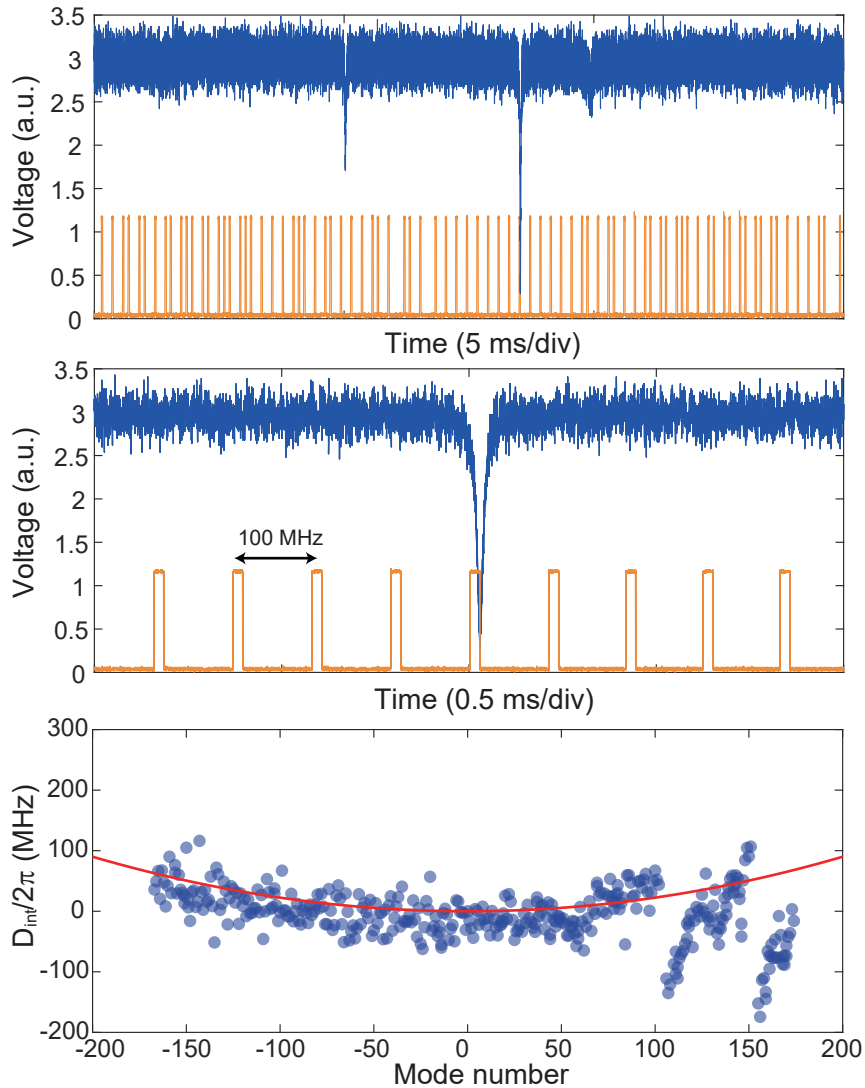 3.5
3
2.5
2
1.5
1
0.5
0
Voltage (a.u.)
Time (5 ms/div)
3.5
3
2.5
2
1.5
1
0.5
0
Voltage (a.u.)
100 MHz
Time (0.5 ms/div)
300
200
100
0
-100
-200
D_int/2π (MHz)
-200 -150 -100 -50 0 50 100 150 200
Mode number